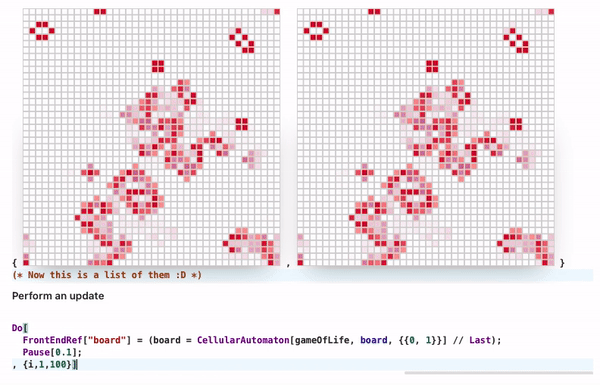 { , }
(* Now this is a list of them :D *)
Perform an update
Do[
FrontEndRef["board"] = (board = CellularAutomaton[gameOfLife, board, {{0, 1}}] // Last);
Pause[0.1];
, {i,1,100}]